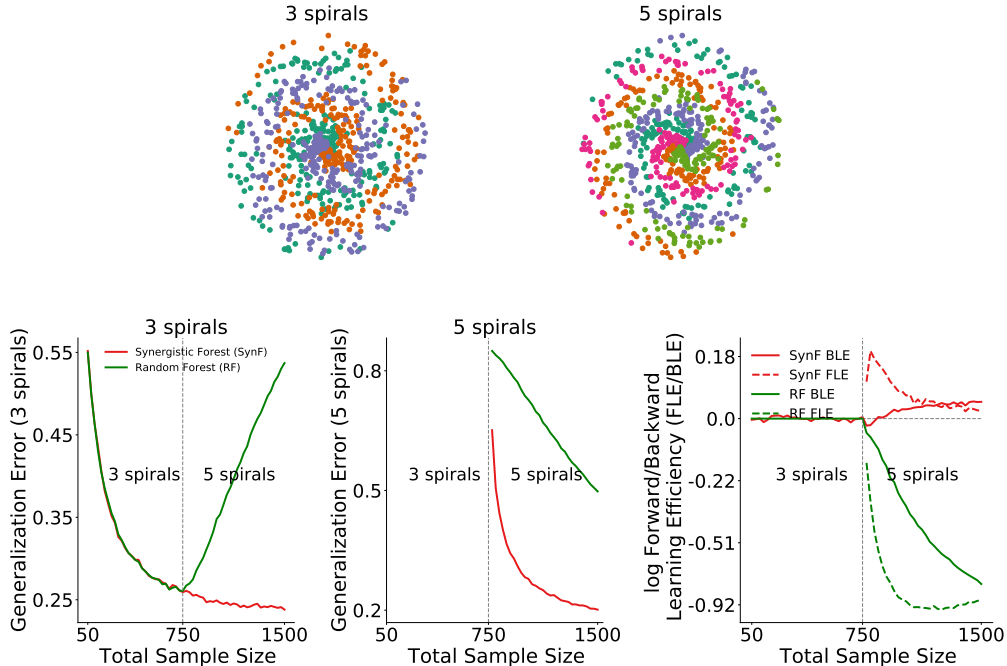 3 spirals
5 spirals
3 spirals
Generalization Error (3 spirals)
0.55
0.45
0.35
0.25
Synergistic Forest (SynF)
Random Forest (RF)
3 spirals
5 spirals
50
750
1500
Total Sample Size
5 spirals
Generalization Error (5 spirals)
0.8
0.5
0.2
3 spirals
5 spirals
50
750
1500
Total Sample Size
log Forward/Backward
Learning Efficiency (FLE/BLE)
0.18
0.0
-0.22
-0.51
-0.92
SynF BLE
SynF FLE
RF BLE
RF FLE
3 spirals
5 spirals
50
750
1500
Total Sample Size